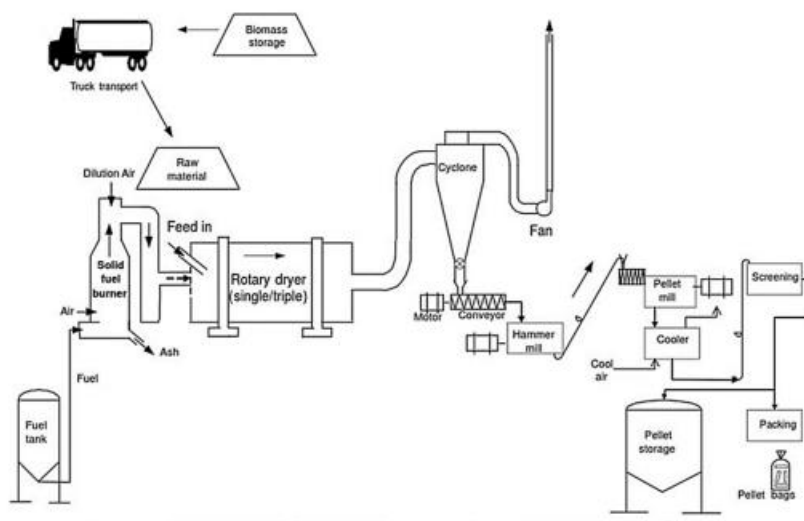 Biomass
storage
Truck transport
Raw
material
Dilution Air
Feed in
Cyclone
Fan
Solid
fuel
burner
Rotary dryer
(single/triple)
Air
Ash
Fuel
Fuel
tank
Motor
Conveyor
Hammer
mill
Pellet
mill
Screening
Cooler
Cool
air
Pellet
storage
Packing
Pellet bags